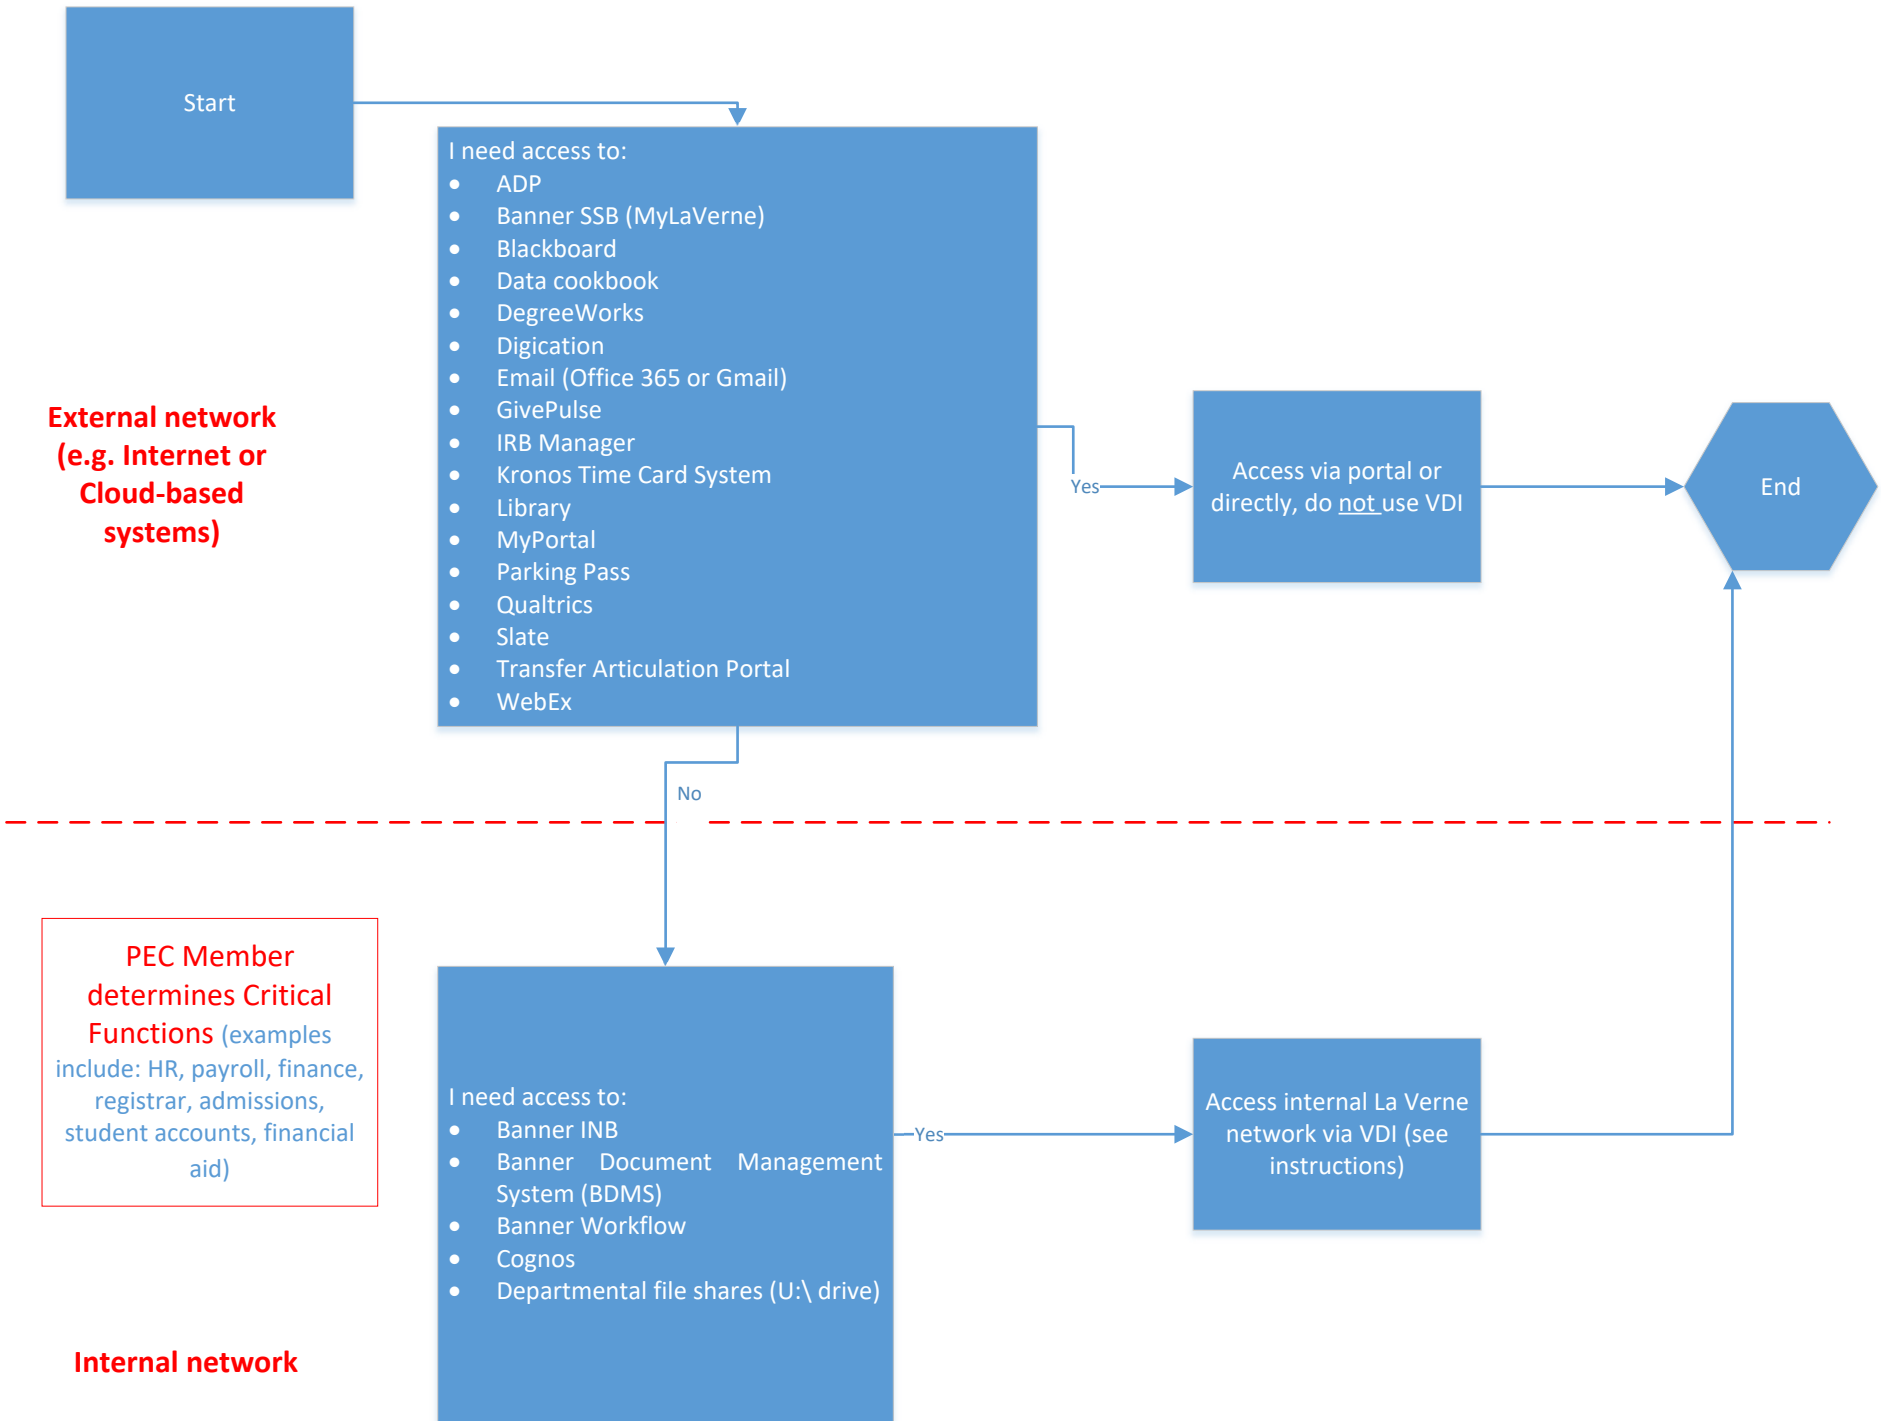 Start
I need access to:
• ADP
• Banner SSB (MyLaVerne)
• Blackboard
• Data cookbook
• DegreeWorks
• Digication
• Email (Office 365 or Gmail)
• GivePulse
• IRB Manager
• Kronos Time Card System
• Library
• MyPortal
• Parking Pass
• Qualtrics
• Slate
• Transfer Articulation Portal
• WebEx
External network
(e.g. Internet or
Cloud-based
systems)
Yes
Access via portal or
directly, do not use VDI
End
No
PEC Member
determines Critical
Functions (examples
include: HR, payroll, finance,
registrar, admissions,
student accounts, financial
aid)
I need access to:
• Banner INB
• Banner Document Management
System (BDMS)
• Banner Workflow
• Cognos
• Departmental file shares (U:\ drive)
Yes
Access internal La Verne
network via VDI (see
instructions)
Internal network